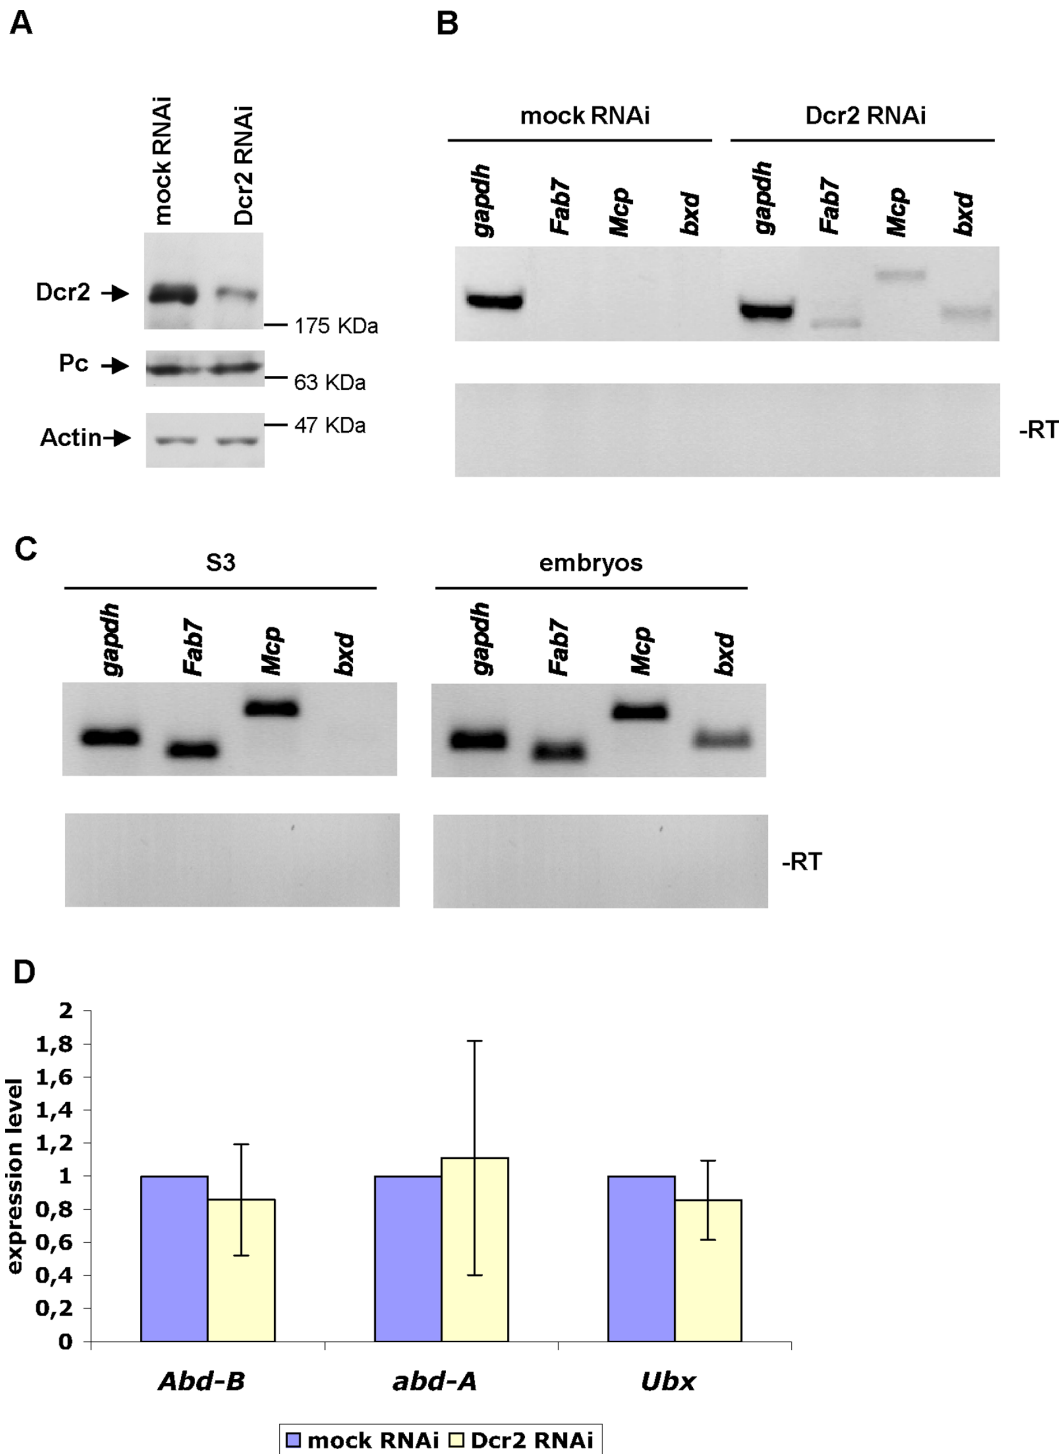 A
mock RNAi
Dcr2 RNAi
Dcr2
175 KDa
Pc
63 KDa
47 KDa
Actin
B
mock RNAi
Dcr2 RNAi
gapdh
Fab7
Mcp
bxd
gapdh
Fab7
Mcp
bxd
-RT
C
S3
embryos
gapdh
Fab7
Mcp
bxd
gapdh
Fab7
Mcp
bxd
-RT
D
expression level
2
1,8
1,6
1,4
1,2
1
0,8
0,6
0,4
0,2
0
Abd-B
abd-A
Ubx
mock RNAi
Dcr2 RNAi